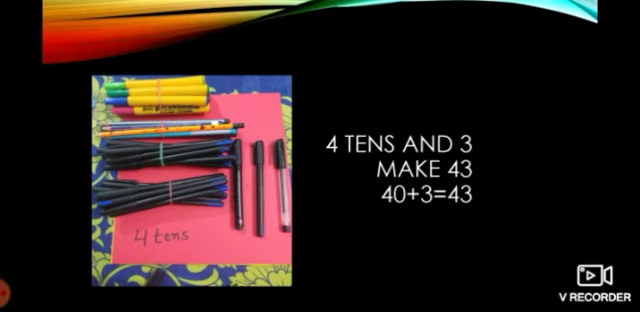 4 tens
4 TENS AND 3
MAKE 43
40+3=43
V RECORDER